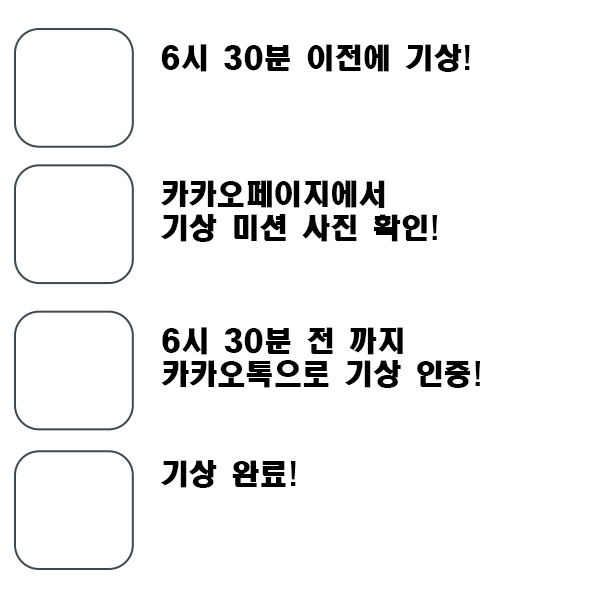 6시 30분 이전에 기상!
카카오페이지에서
기상 미션 사진 확인!
6시 30분 전 까지
카카오톡으로 기상 인증!
기상 완료!